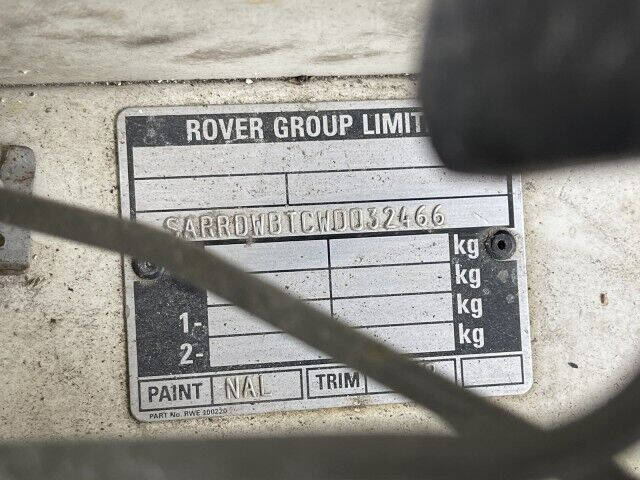 ROVER GROUP LIMIT
SARRDWBTCWD032466
kg
kg
1- kg
2- kg
PAINT NAL TRIM
PART No. RWE 100220